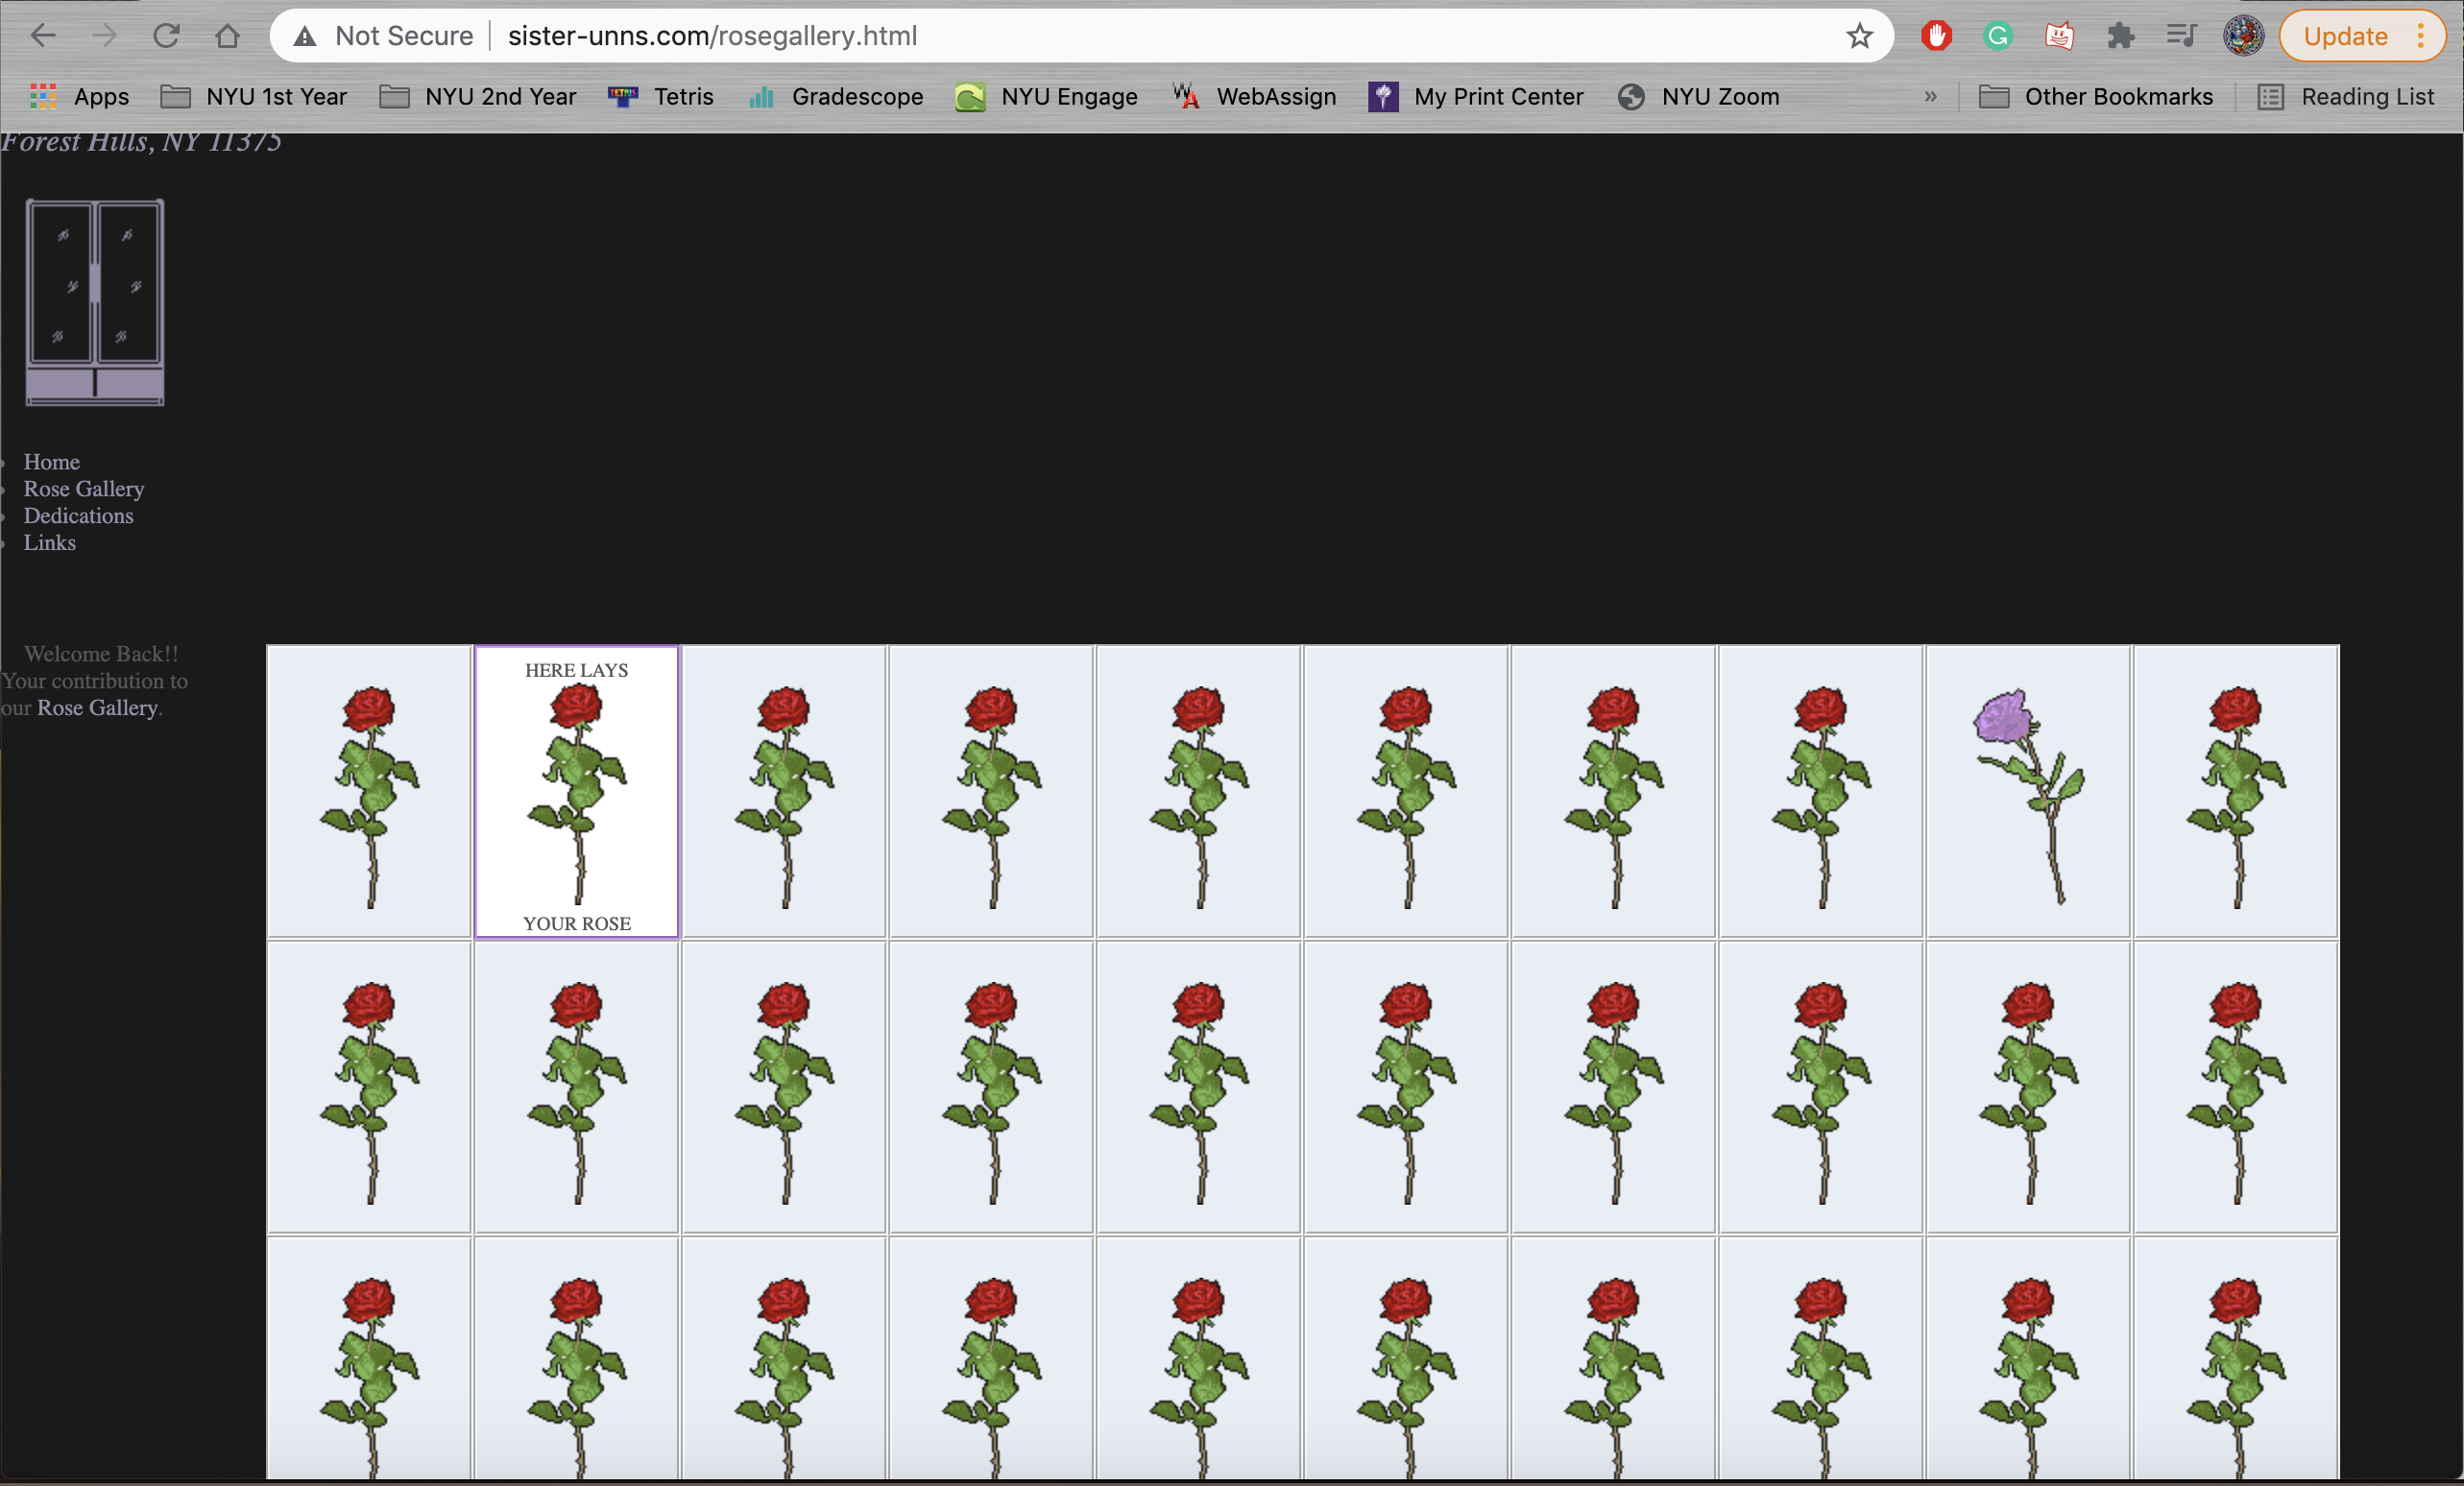 Not Secure sister-unns.com/rosegallery.html Update
Apps NYU 1st Year NYU 2nd Year TETRIS Tetris Gradescope NYU Engage WebAssign My Print Center NYU Zoom » Other Bookmarks Reading List
Forest Hills, NY 11375
Home
Rose Gallery
Dedications
Links
Welcome Back!!
Your contribution to
our Rose Gallery.
HERE LAYS
YOUR ROSE